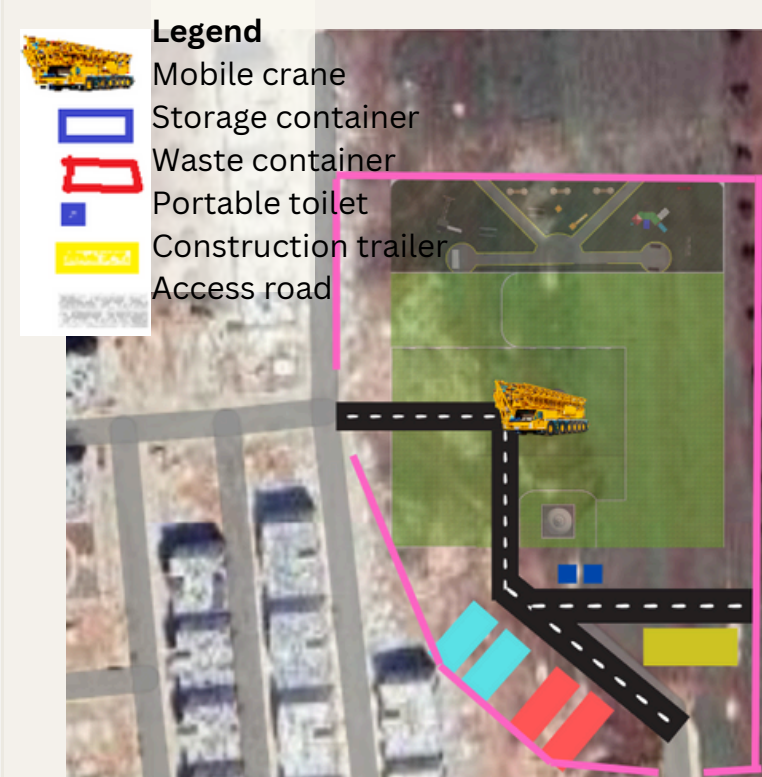 Legend
Mobile crane
Storage container
Waste container
Portable toilet
Construction trailer
Access road